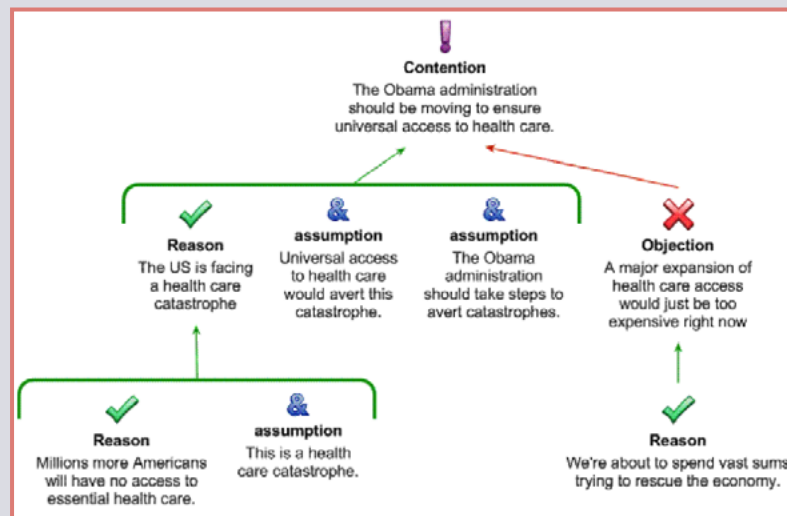 Contention
The Obama administration
should be moving to ensure
universal access to health care.
&
&
Reason
The US is facing
a health care
catastrophe
assumption
Universal access
to health care
would avert this
catastrophe.
assumption
The Obama
administration
should take steps to
avert catastrophes.
Objection
A major expansion of
health care access
would just be too
expensive right now
&
Reason
Millions more Americans
will have no access to
essential health care.
assumption
This is a health
care catastrophe.
Reason
We're about to spend vast sums
trying to rescue the economy.